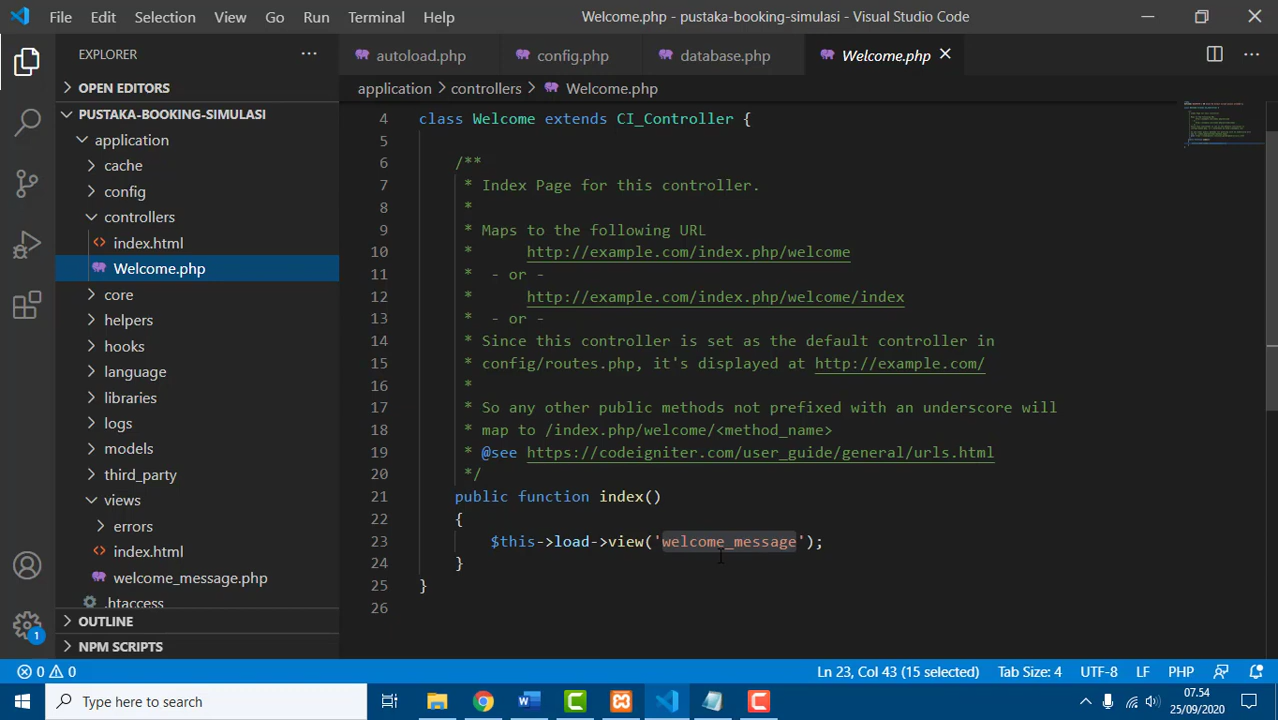 File Edit Selection View Go Run Terminal Help
Welcome.php - pustaka-booking-simulasi - Visual Studio Code
EXPLORER
OPEN EDITORS
PUSTAKA-BOOKING-SIMULASI
application
cache
config
controllers
index.html
Welcome.php
core
helpers
hooks
language
libraries
logs
models
third_party
views
errors
index.html
welcome_message.php
.htaccess
OUTLINE
NPM SCRIPTS
1
autoload.php config.php database.php Welcome.php
application > controllers > Welcome.php
4 class Welcome extends CI_Controller {
5
6 /**
7 * Index Page for this controller.
8 *
9 * Maps to the following URL
10 * http://example.com/index.php/welcome
11 * - or -
12 * http://example.com/index.php/welcome/index
13 * - or -
14 * Since this controller is set as the default controller in
15 * config/routes.php, it's displayed at http://example.com/
16 *
17 * So any other public methods not prefixed with an underscore will
18 * map to /index.php/welcome/<method_name>
19 * @see https://codeigniter.com/user_guide/general/urls.html
20 */
21 public function index()
22 {
23 $this->load->view('welcome_message');
24 }
25 }
26
0 0 Ln 23, Col 43 (15 selected) Tab Size: 4 UTF-8 LF PHP
Type here to search
07.54
25/09/2020